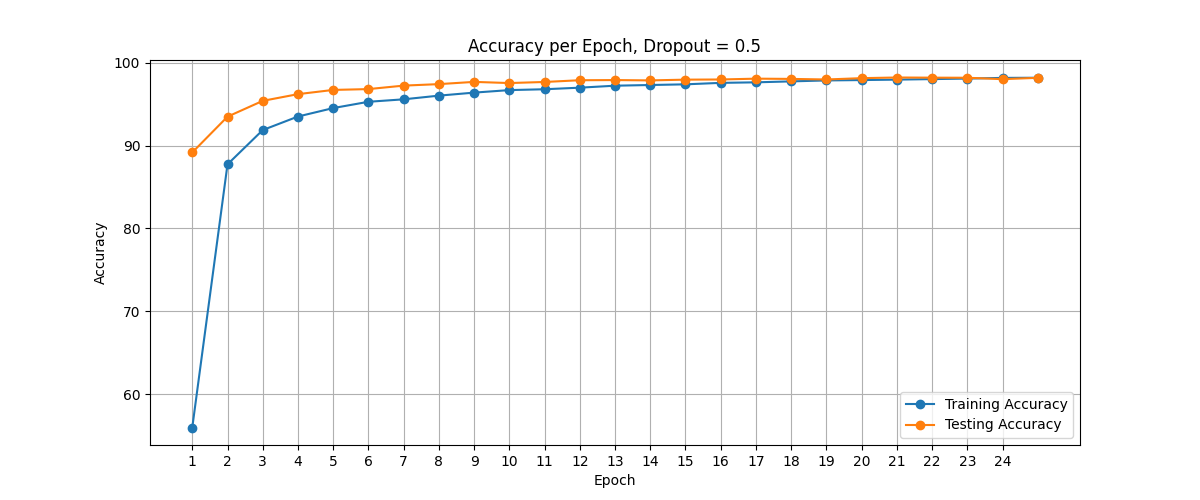 Accuracy per Epoch, Dropout = 0.5
Accuracy
100
90
80
70
60
Training Accuracy
Testing Accuracy
1 2 3 4 5 6 7 8 9 10 11 12 13 14 15 16 17 18 19 20 21 22 23 24
Epoch